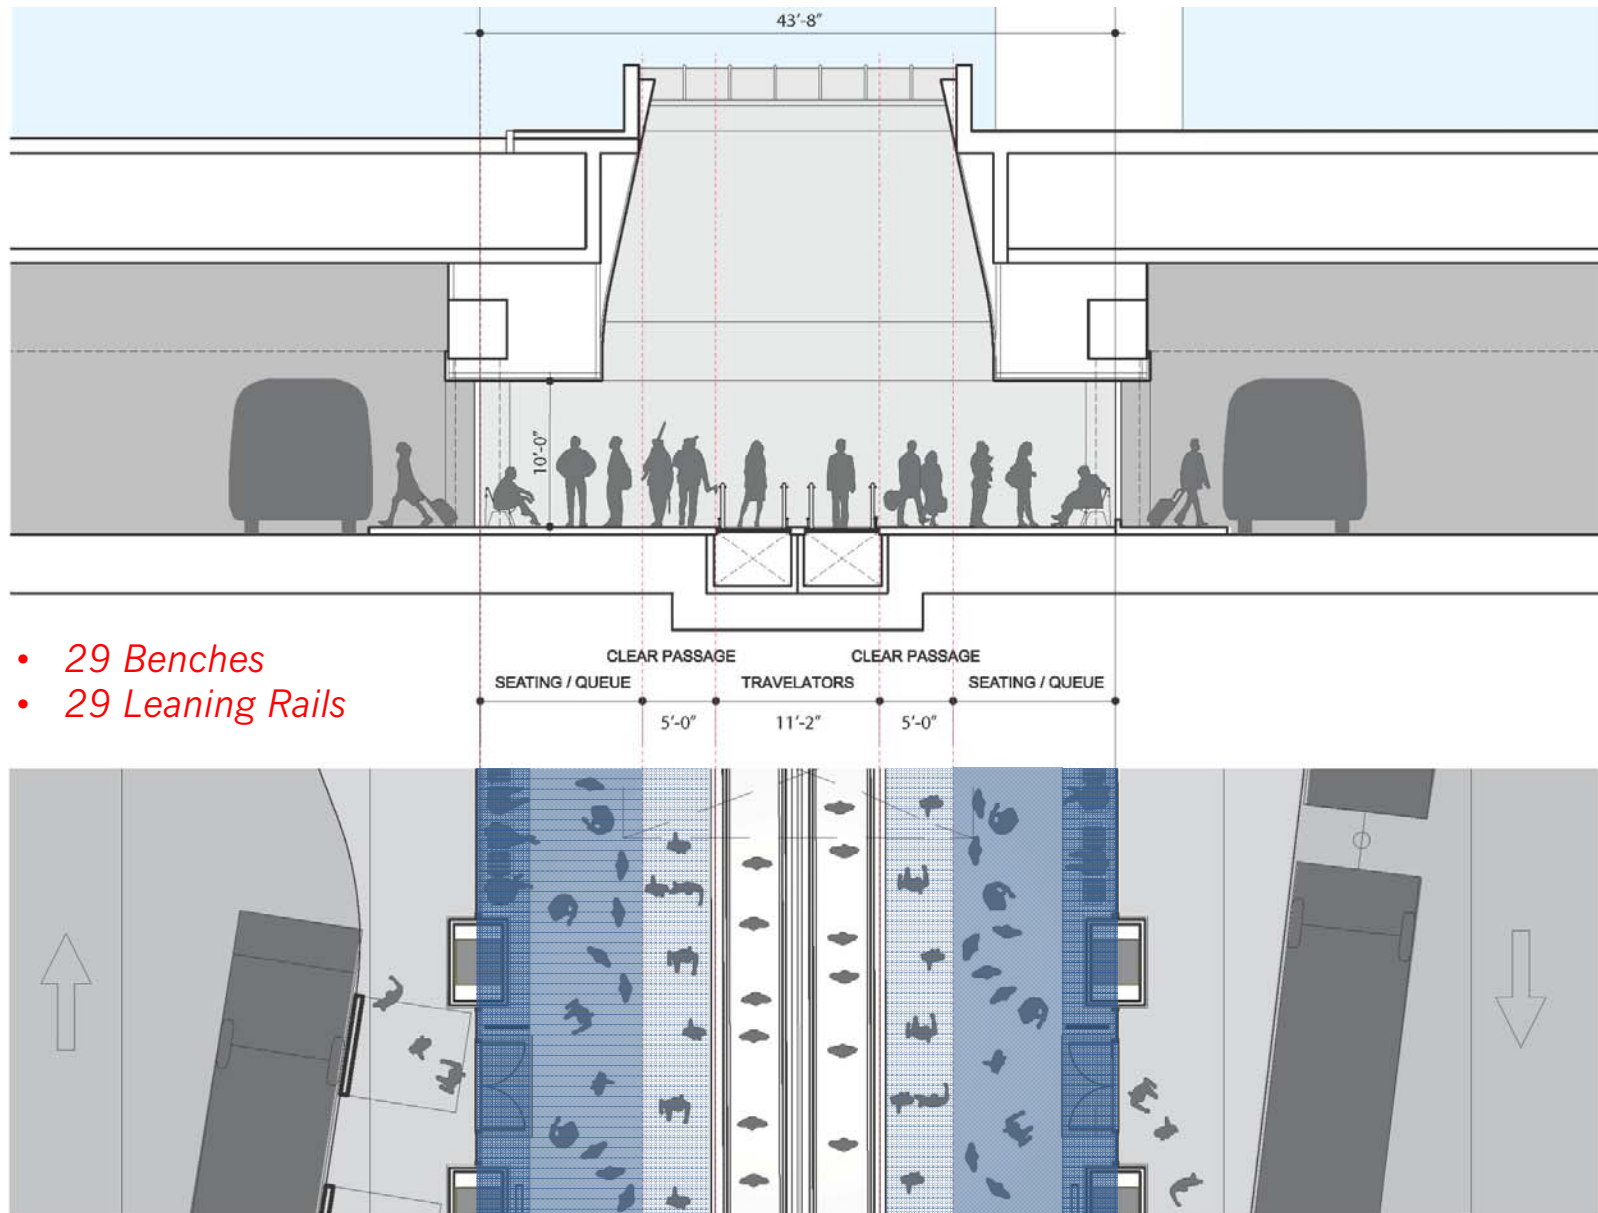 43'-8"
10'-0"
• 29 Benches
• 29 Leaning Rails
CLEAR PASSAGE CLEAR PASSAGE
SEATING / QUEUE TRAVELATORS SEATING / QUEUE
5'-0" 11'-2" 5'-0"